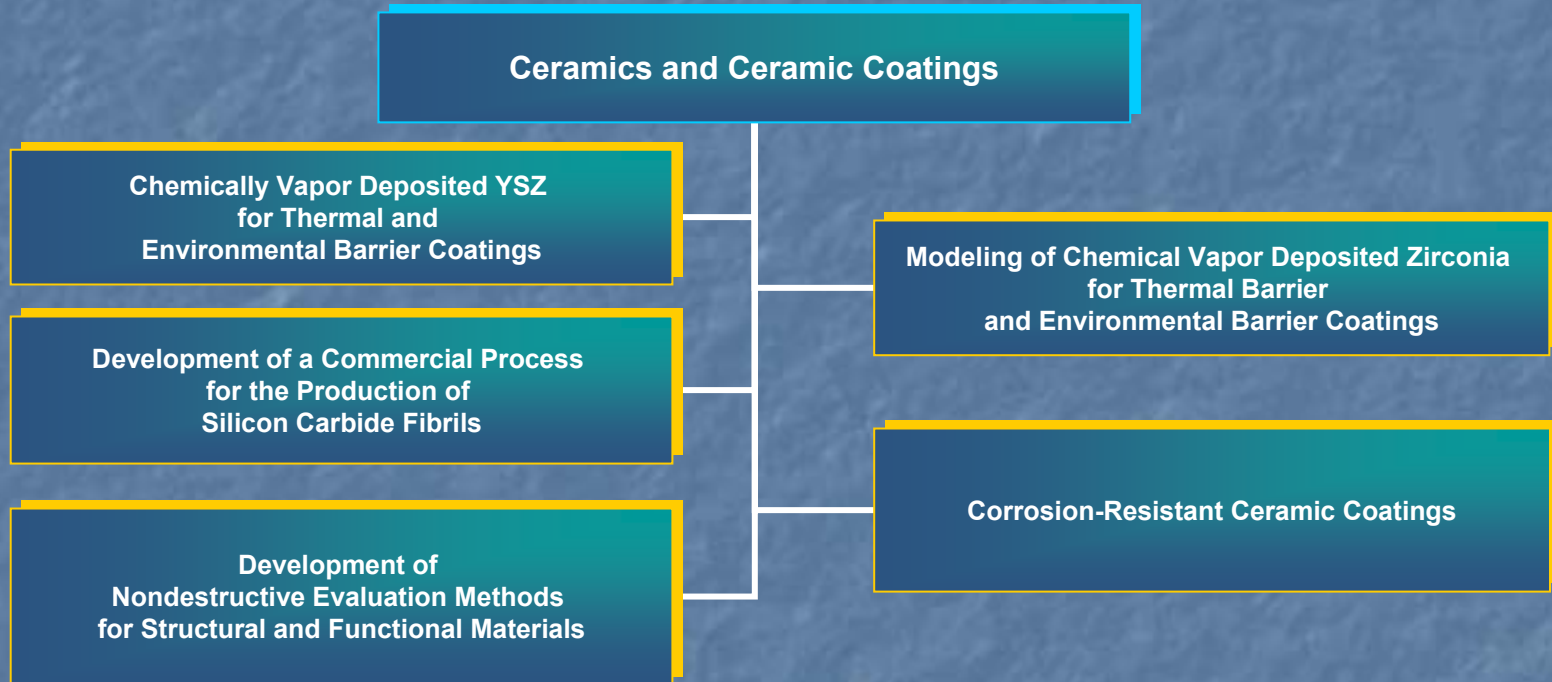 Ceramics and Ceramic Coatings
Chemically Vapor Deposited YSZ
for Thermal and
Environmental Barrier Coatings
Development of a Commercial Process
for the Production of
Silicon Carbide Fibrils
Development of
Nondestructive Evaluation Methods
for Structural and Functional Materials
Modeling of Chemical Vapor Deposited Zirconia
for Thermal Barrier
and Environmental Barrier Coatings
Corrosion-Resistant Ceramic Coatings